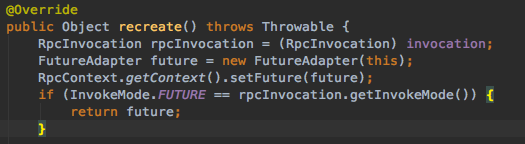 @Override
public Object recreate() throws Throwable {
    RpcInvocation rpcInvocation = (RpcInvocation) invocation;
    FutureAdapter future = new FutureAdapter(this);
    RpcContext.getContext().setFuture(future);
    if (InvokeMode.FUTURE == rpcInvocation.getInvokeMode()) {
        return future;
    }